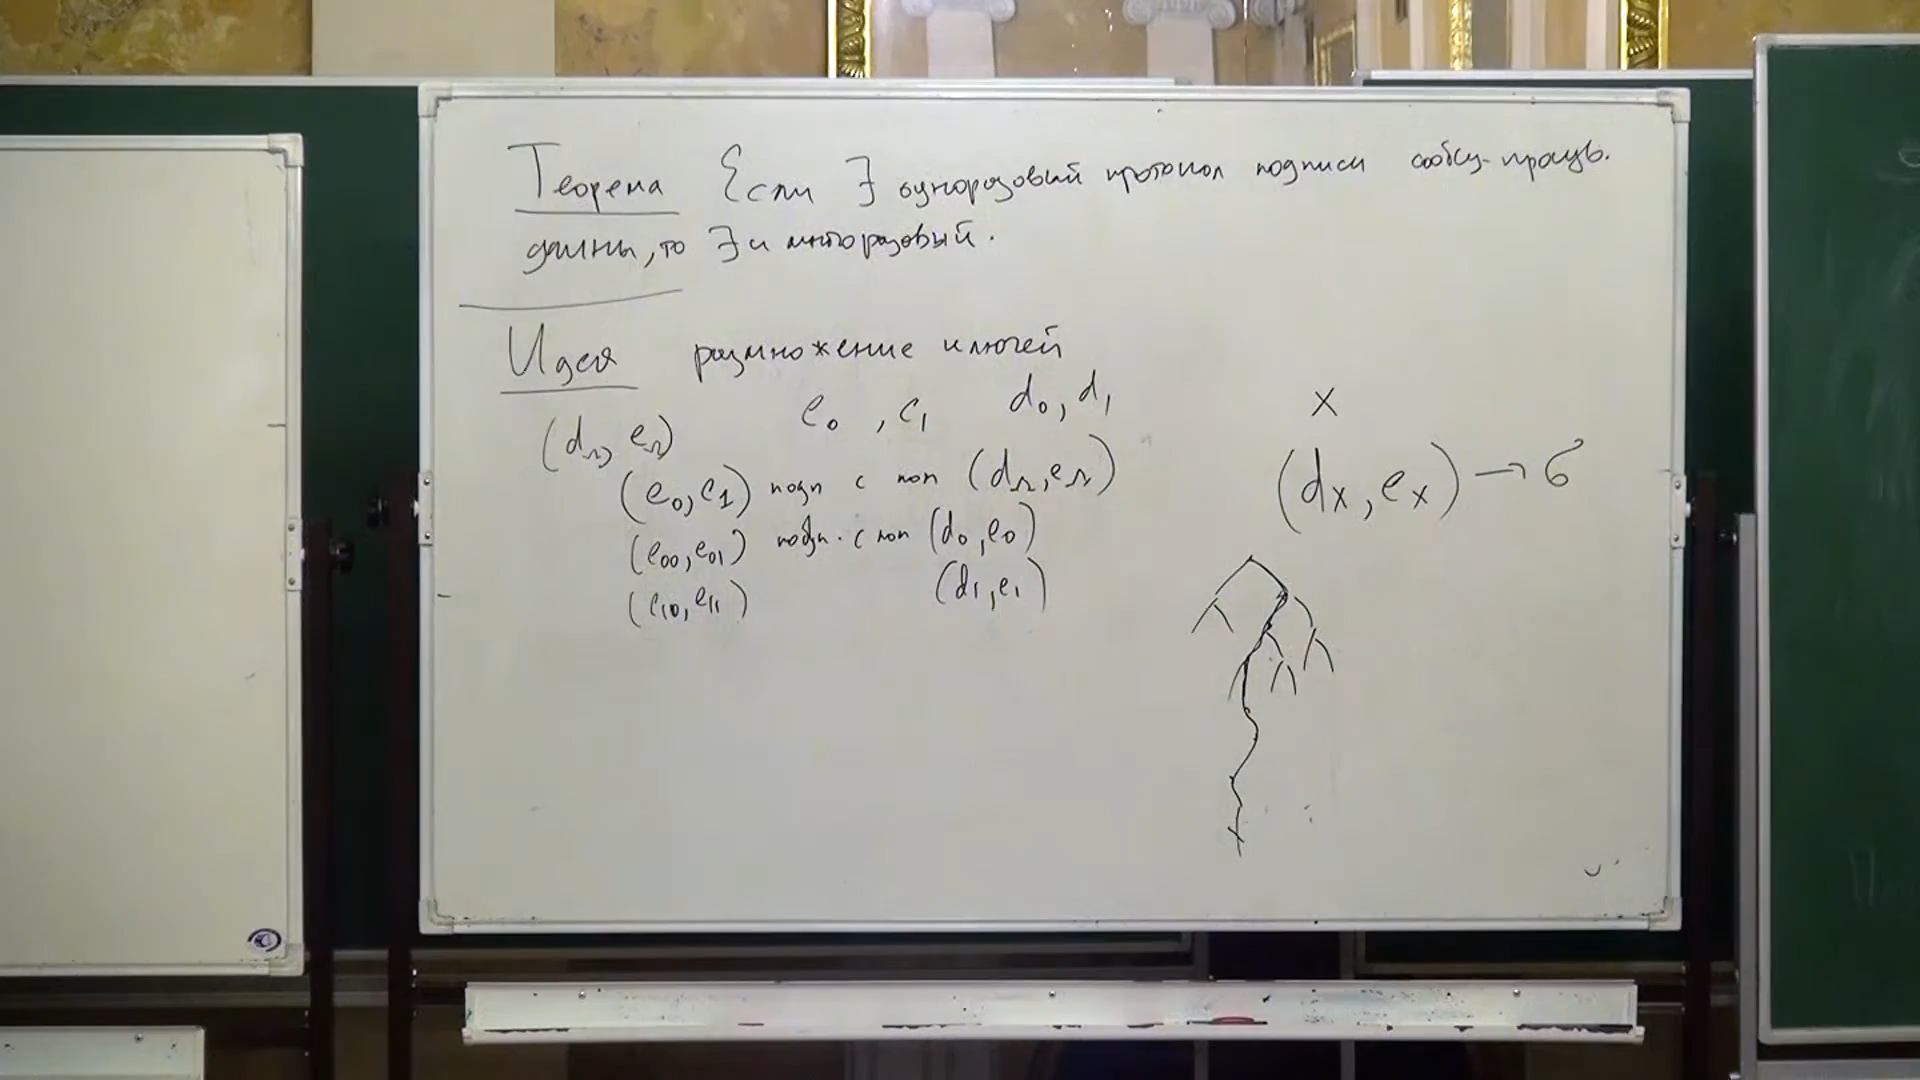 Теорема Если ∃ одноразовый протокол подписи сообщ. произв.
длины, то ∃ и многоразовый.
Идея размножение ключей
e₀, e₁ d₀, d₁
(d_Λ, e_Λ)
(e₀, e₁) подп с пом (d_Λ, e_Λ)
(e₀₀, e₀₁) подп. с пом (d₀, e₀)
(e₁₀, e₁₁) (d₁, e₁)
x
(dₓ, eₓ) → σ